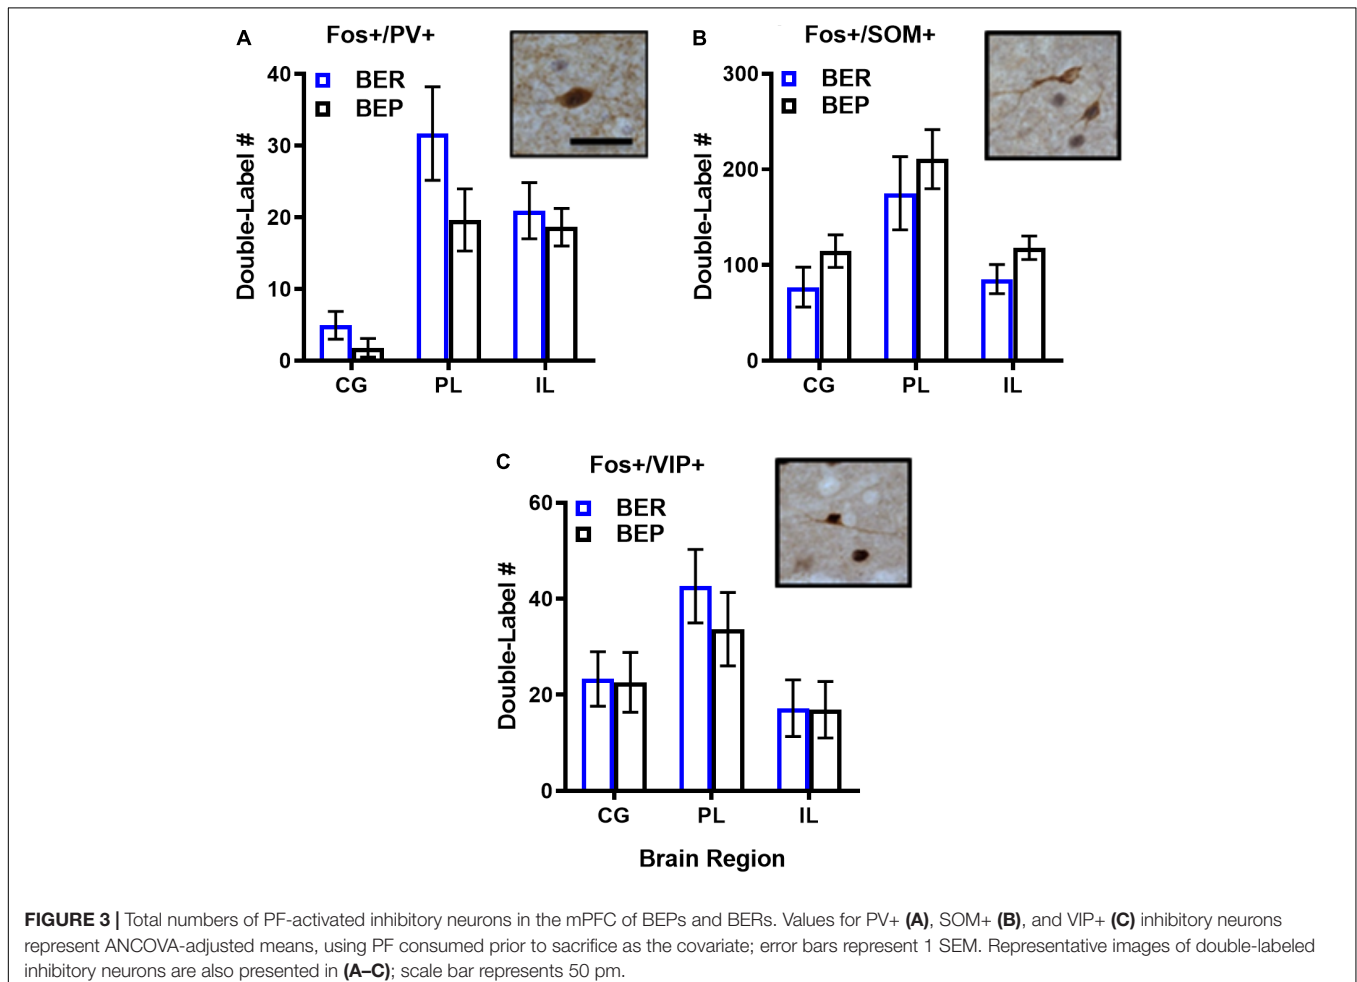 A
Fos+/PV+
BER
BEP
Double-Label #
40
30
20
10
0
CG PL IL
B
Fos+/SOM+
BER
BEP
Double-Label #
300
200
100
0
CG PL IL
C
Fos+/VIP+
BER
BEP
Double-Label #
60
40
20
0
CG PL IL
Brain Region
FIGURE 3 | Total numbers of PF-activated inhibitory neurons in the mPFC of BEPs and BERs. Values for PV+ (A), SOM+ (B), and VIP+ (C) inhibitory neurons
represent ANCOVA-adjusted means, using PF consumed prior to sacrifice as the covariate; error bars represent 1 SEM. Representative images of double-labeled
inhibitory neurons are also presented in (A–C); scale bar represents 50 pm.